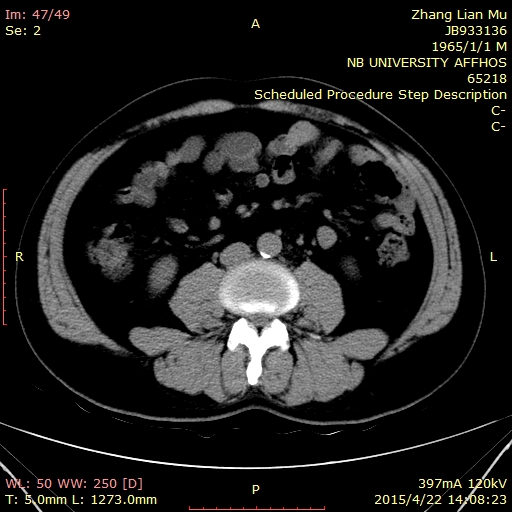 Im: 47/49
Se: 2
A
Zhang Lian Mu
JB933136
1965/1/1 M
NB UNIVERSITY AFFHOS
65218
Scheduled Procedure Step Description
C-
C-
R
L
WL: 50 WW: 250 [D]
T: 5.0mm L: 1273.0mm
P
397mA 120kV
2015/4/22 14:08:23